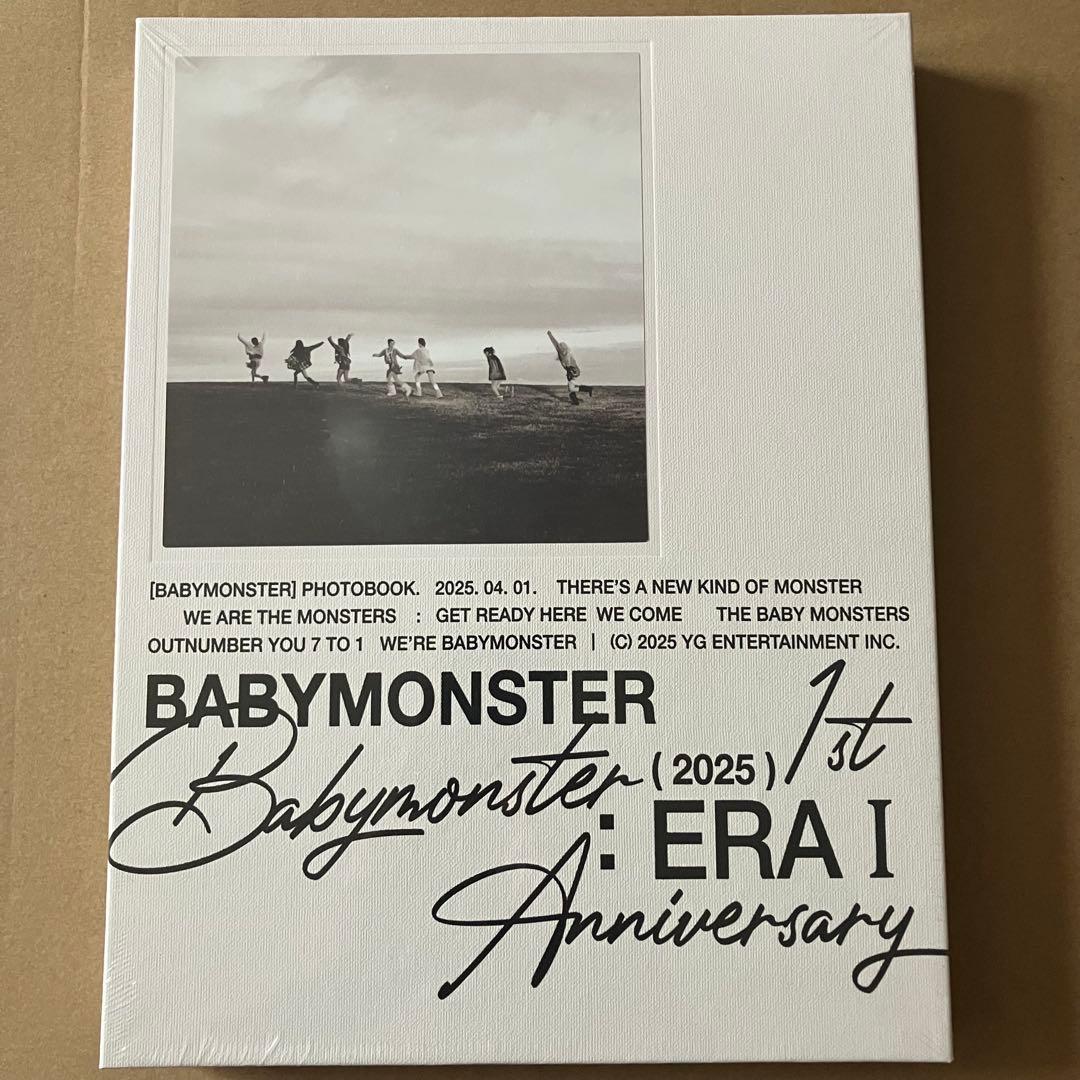 [BABYMONSTER] PHOTOBOOK. 2025. 04. 01. THERE'S A NEW KIND OF MONSTER
WE ARE THE MONSTERS : GET READY HERE WE COME THE BABY MONSTERS
OUTNUMBER YOU 7 TO 1 WE'RE BABYMONSTER | (C) 2025 YG ENTERTAINMENT INC.
BABYMONSTER
1st
Babymonster (2025)
: ERA I
Anniversary